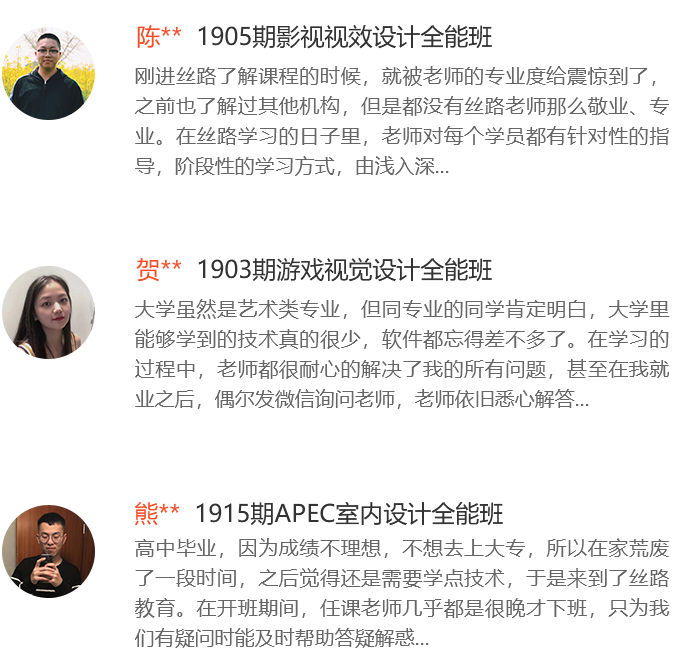 陈** 1905期影视视效设计全能班
刚进丝路了解课程的时候，就被老师的专业度给震惊到了，
之前也了解过其他机构，但是都没有丝路老师那么敬业、专
业。在丝路学习的日子里，老师对每个学员都有针对性的指
导，阶段性的学习方式，由浅入深...
贺** 1903期游戏视觉设计全能班
大学虽然是艺术类专业，但同专业的同学肯定明白，大学里
能够学到的技术真的很少，软件都忘得差不多了。在学习的
过程中，老师都很耐心的解决了我的所有问题，甚至在我就
业之后，偶尔发微信询问老师，老师依旧悉心解答...
熊** 1915期APEC室内设计全能班
高中毕业，因为成绩不理想，不想去上大专，所以在家荒废
了一段时间，之后觉得还是需要学点技术，于是来到了丝路
教育。在开班期间，任课老师几乎都是很晚才下班，只为我
们有疑问时能及时帮助答疑解惑...